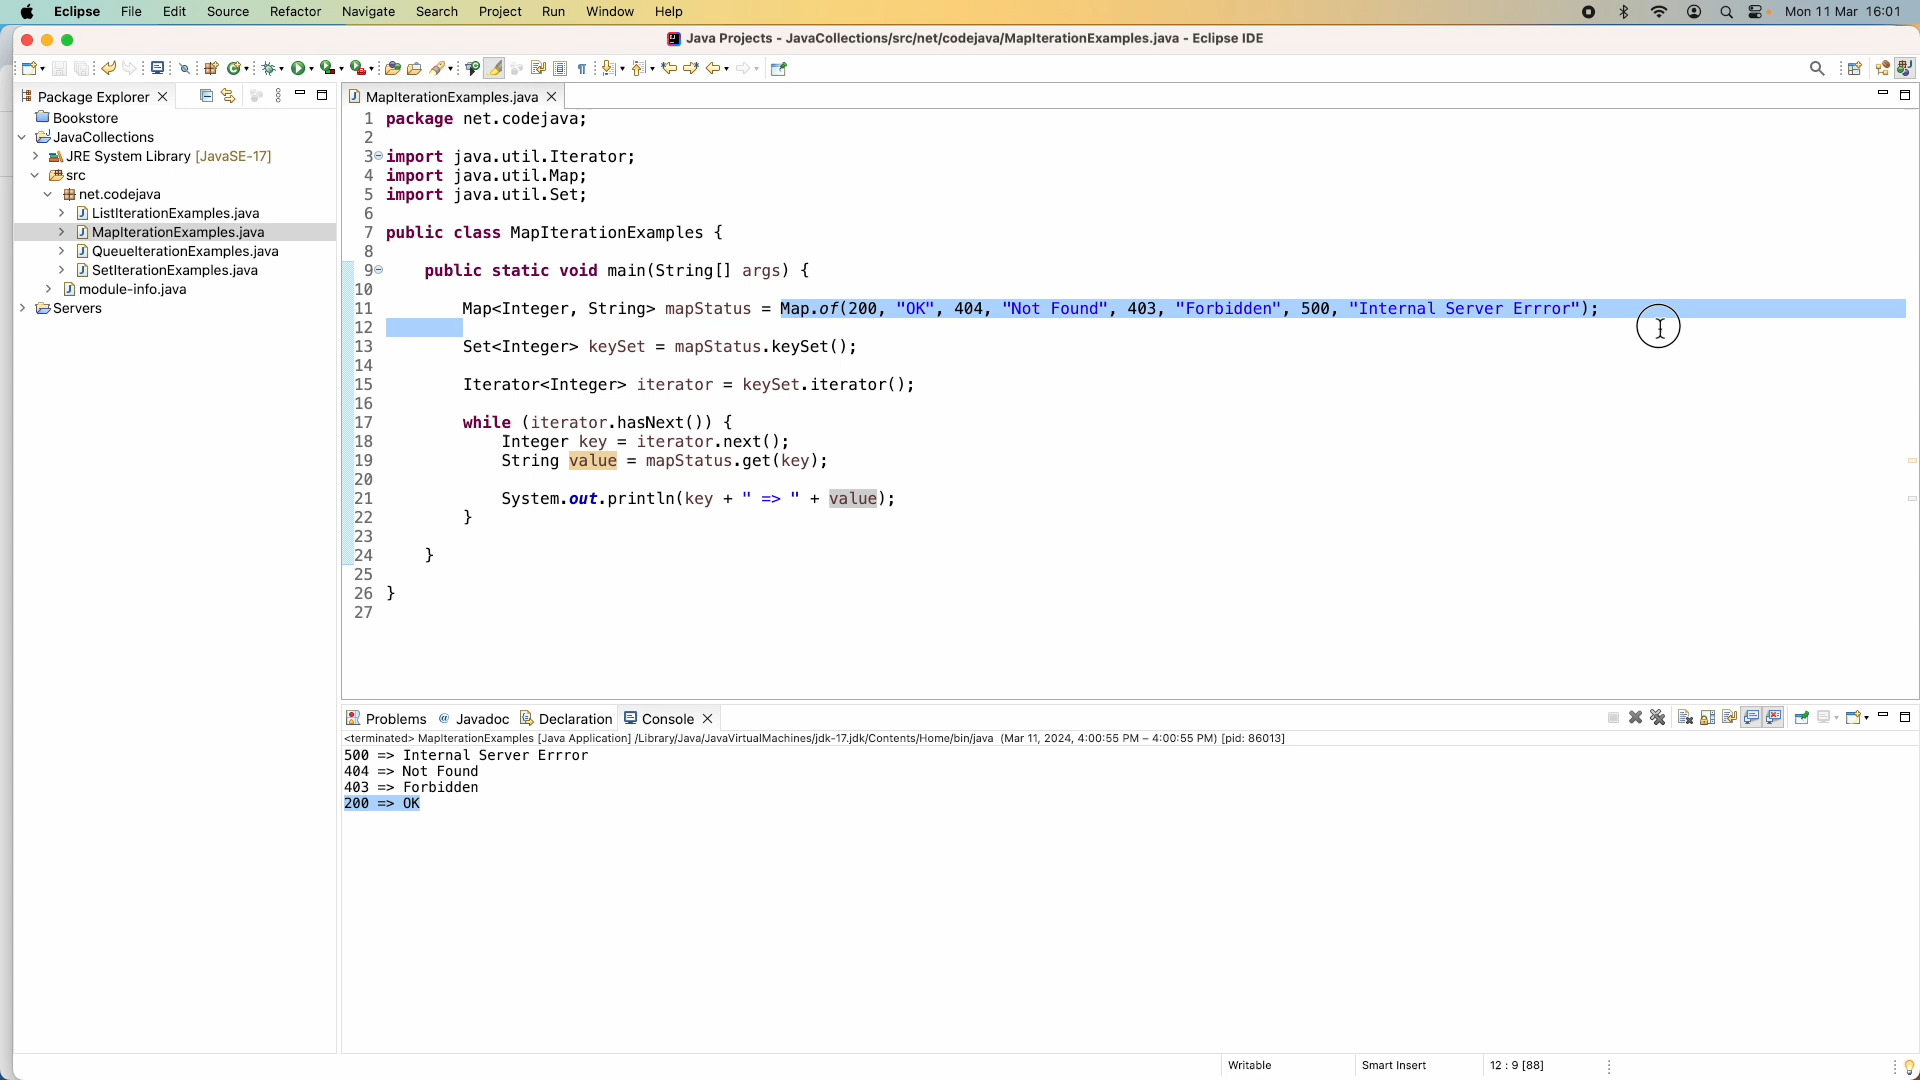 Eclipse File Edit Source Refactor Navigate Search Project Run Window Help Mon 11 Mar 16:01
Java Projects - JavaCollections/src/net/codejava/MapIterationExamples.java - Eclipse IDE
Package Explorer
Bookstore
JavaCollections
JRE System Library [JavaSE-17]
src
net.codejava
ListIterationExamples.java
MapIterationExamples.java
QueueIterationExamples.java
SetIterationExamples.java
module-info.java
Servers
MapIterationExamples.java
1 package net.codejava;
2
3 import java.util.Iterator;
4 import java.util.Map;
5 import java.util.Set;
6
7 public class MapIterationExamples {
8
9 public static void main(String[] args) {
10
11 Map<Integer, String> mapStatus = Map.of(200, "OK", 404, "Not Found", 403, "Forbidden", 500, "Internal Server Errror");
12
13 Set<Integer> keySet = mapStatus.keySet();
14
15 Iterator<Integer> iterator = keySet.iterator();
16
17 while (iterator.hasNext()) {
18 Integer key = iterator.next();
19 String value = mapStatus.get(key);
20
21 System.out.println(key + " => " + value);
22 }
23
24 }
25
26 }
27
Problems @ Javadoc Declaration Console
<terminated> MapIterationExamples [Java Application] /Library/Java/JavaVirtualMachines/jdk-17.jdk/Contents/Home/bin/java (Mar 11, 2024, 4:00:55 PM – 4:00:55 PM) [pid: 86013]
500 => Internal Server Errror
404 => Not Found
403 => Forbidden
200 => OK
Writable Smart Insert 12 : 9 [88]